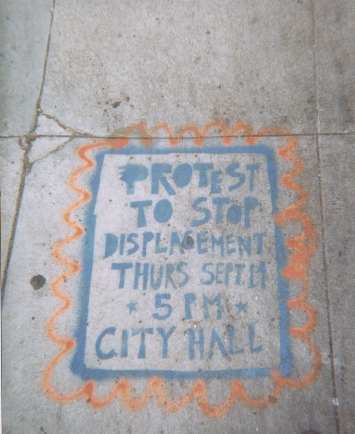 PROTEST
TO STOP
DISPLACEMENT
THURS SEPT.
* 5 PM *
CITY HALL